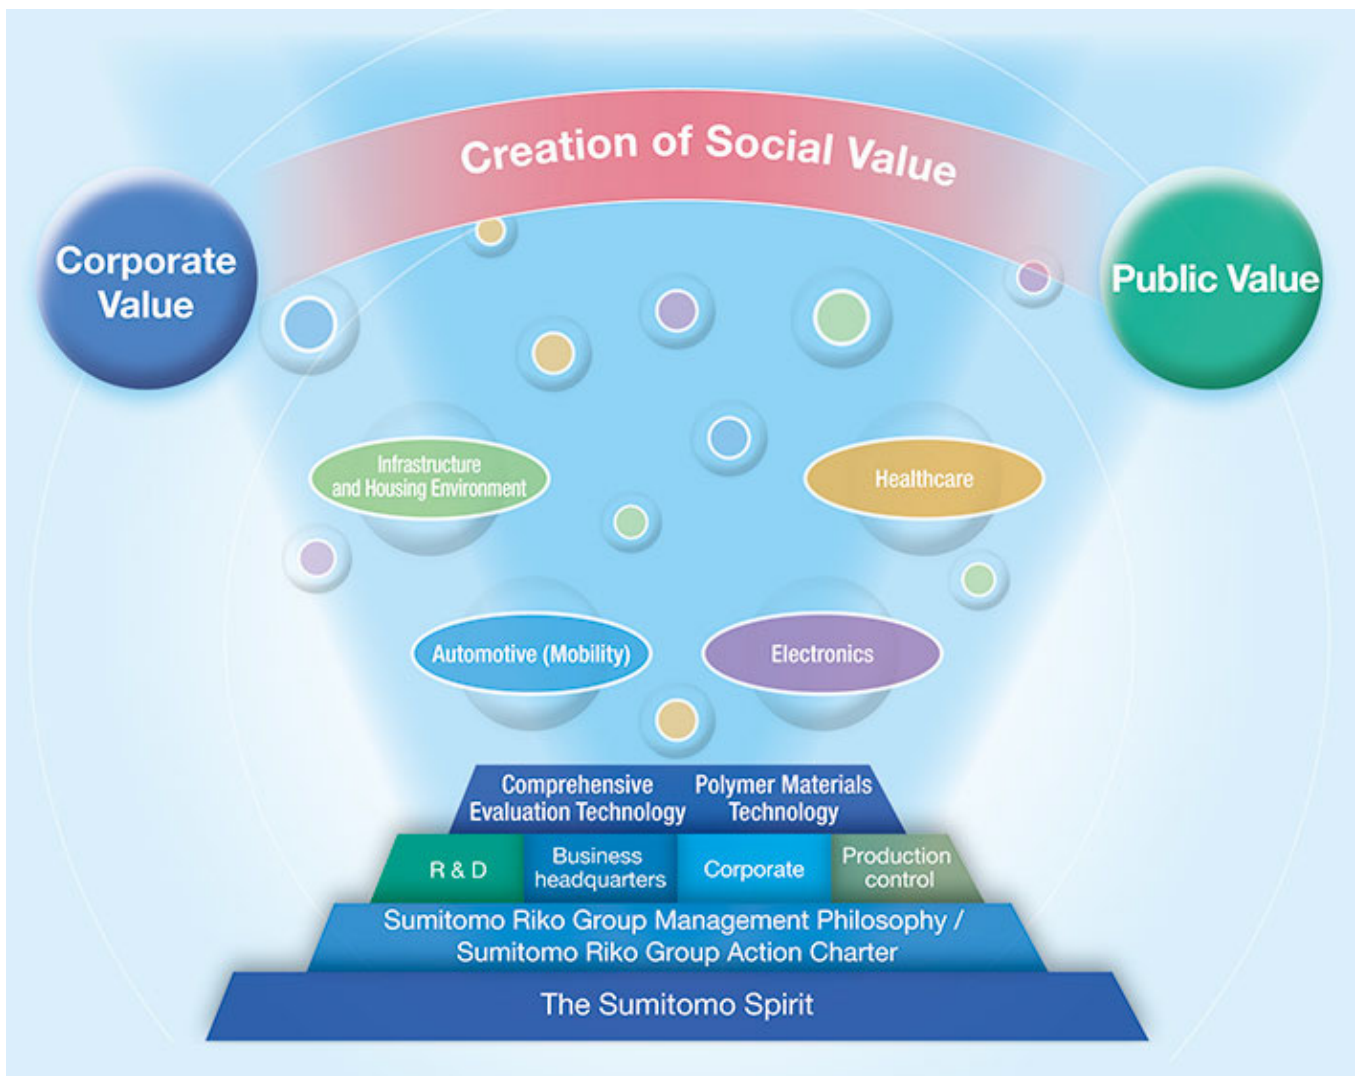 Creation of Social Value
Corporate
Value
Public Value
Infrastructure
and Housing Environment
Healthcare
Automotive (Mobility)
Electronics
Comprehensive
Evaluation Technology
Polymer Materials
Technology
R & D
Business
headquarters
Corporate
Production
control
Sumitomo Riko Group Management Philosophy /
Sumitomo Riko Group Action Charter
The Sumitomo Spirit